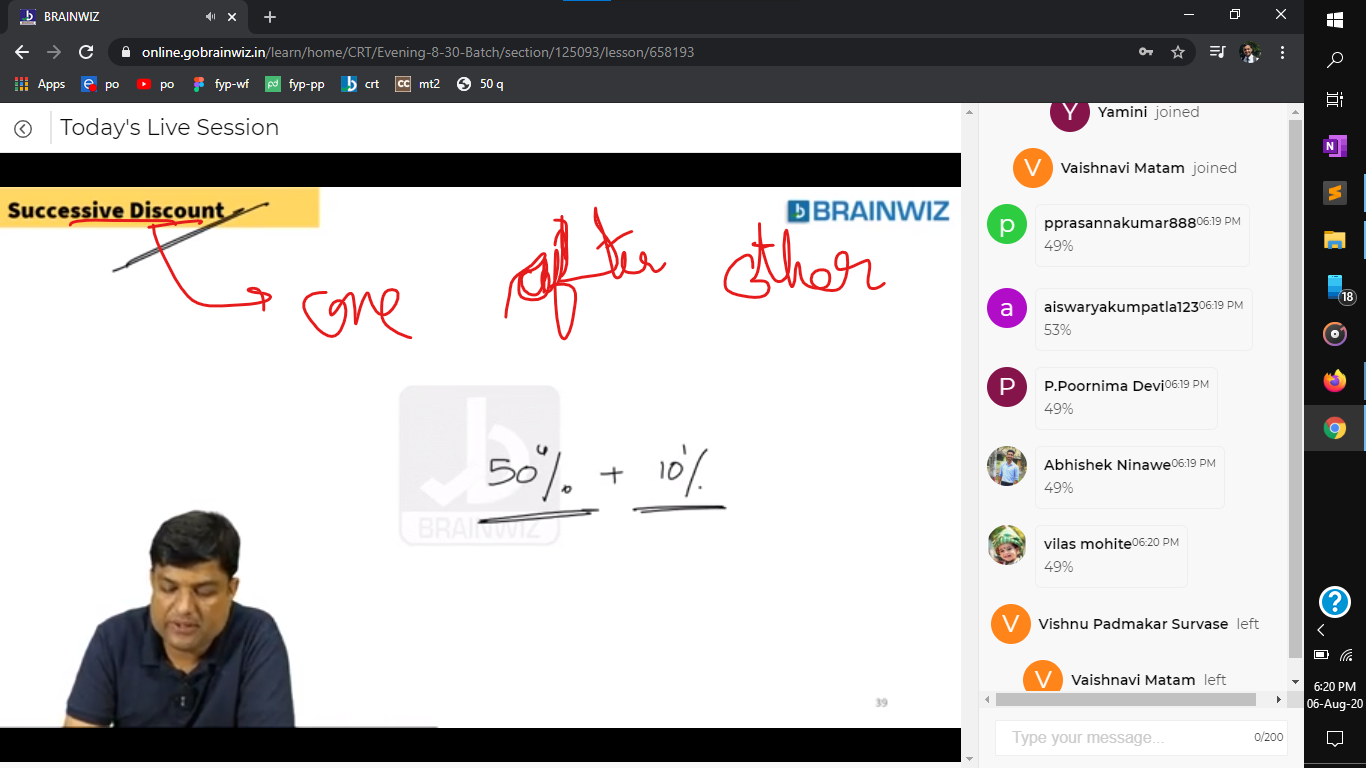 BRAINWIZ
online.gobrainwiz.in/learn/home/CRT/Evening-8-30-Batch/section/125093/lesson/658193
Apps po po fyp-wf fyp-pp crt mt2 50 q
Today's Live Session
Successive Discount
BRAINWIZ
one after other
50% + 10%
BRAINWIZ
39
Y Yamini joined
V Vaishnavi Matam joined
p pprasannakumar888 06:19 PM
49%
a aiswaryakumpatla123 06:19 PM
53%
P P.Poornima Devi 06:19 PM
49%
Abhishek Ninawe 06:19 PM
49%
vilas mohite 06:20 PM
49%
V Vishnu Padmakar Survase left
V Vaishnavi Matam left
Type your message... 0/200
18
6:20 PM
06-Aug-20